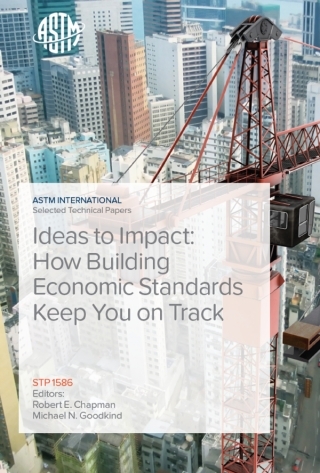 ASTM
ASTM INTERNATIONAL
Selected Technical Papers
Ideas to Impact:
How Building
Economic Standards
Keep You on Track
STP 1586
Editors:
Robert E. Chapman
Michael N. Goodkind